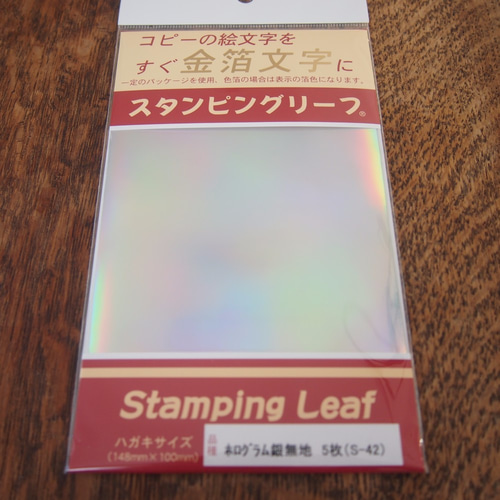 コピーの絵文字を
すぐ金箔文字に
一定のパッケージを使用、色箔の場合は表示の箔色になります。
スタンピングリーフ®
Stamping Leaf
ハガキサイズ
(148mm×100mm)
品種
ホログラム銀無地 5枚(S-42)